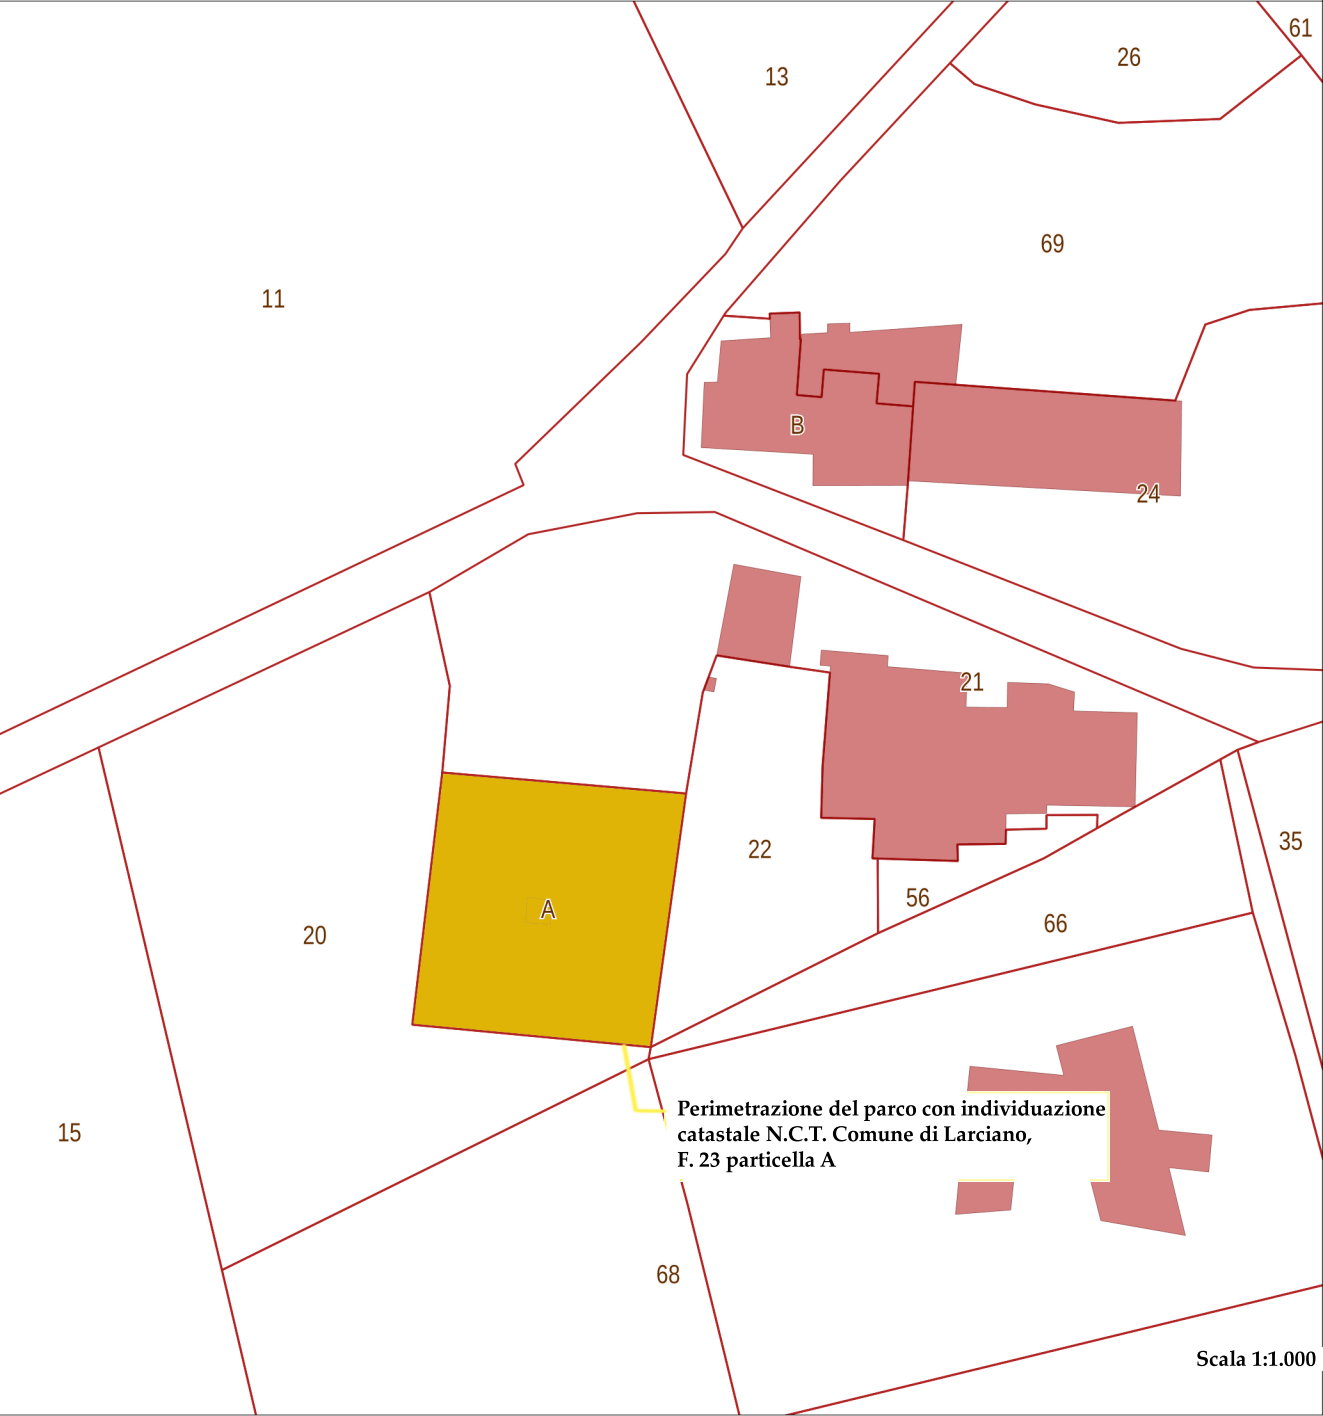 61
26
13
69
11
B
24
21
22
35
56
A
66
20
Perimetrazione del parco con individuazione
catastale N.C.T. Comune di Larciano,
F. 23 particella A
15
68
Scala 1:1.000